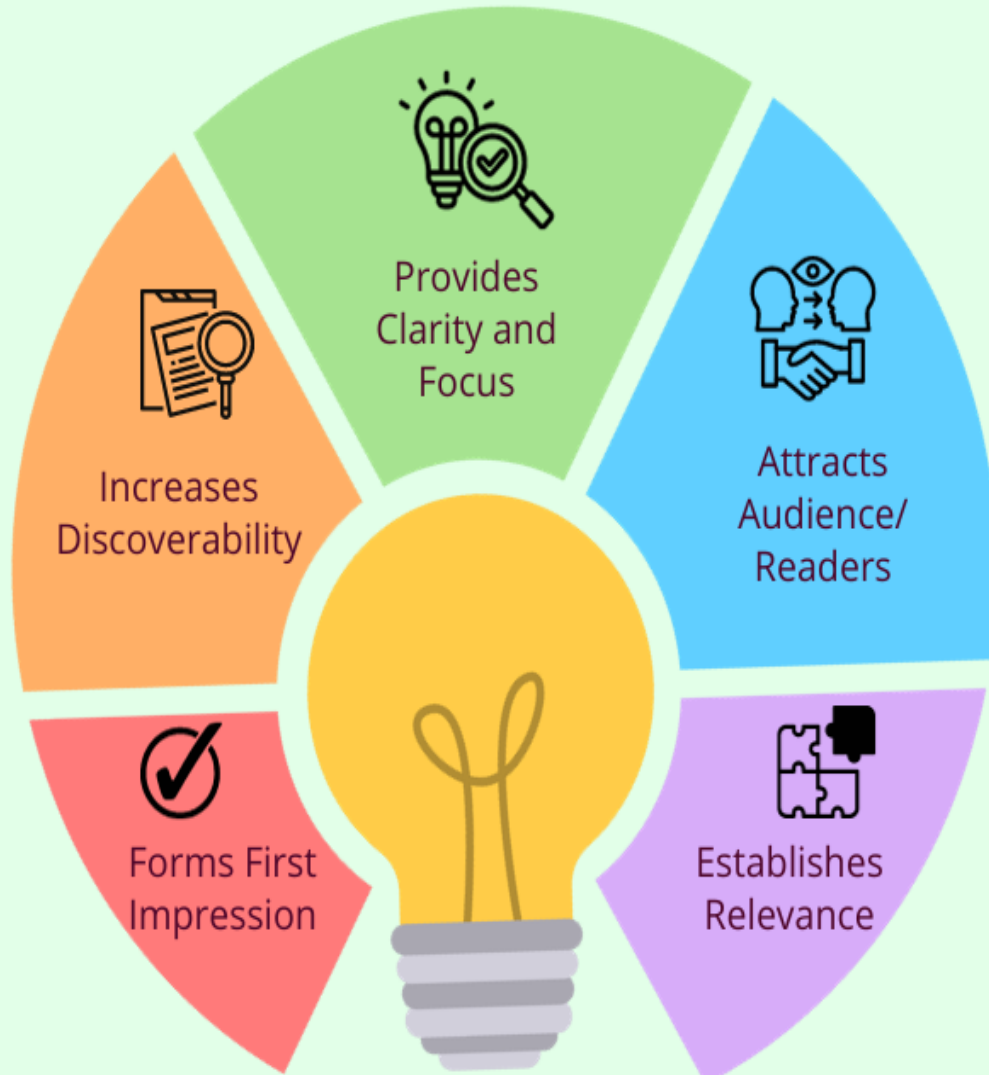 Provides
Clarity and
Focus
Increases
Discoverability
Attracts
Audience/
Readers
Forms First
Impression
Establishes
Relevance